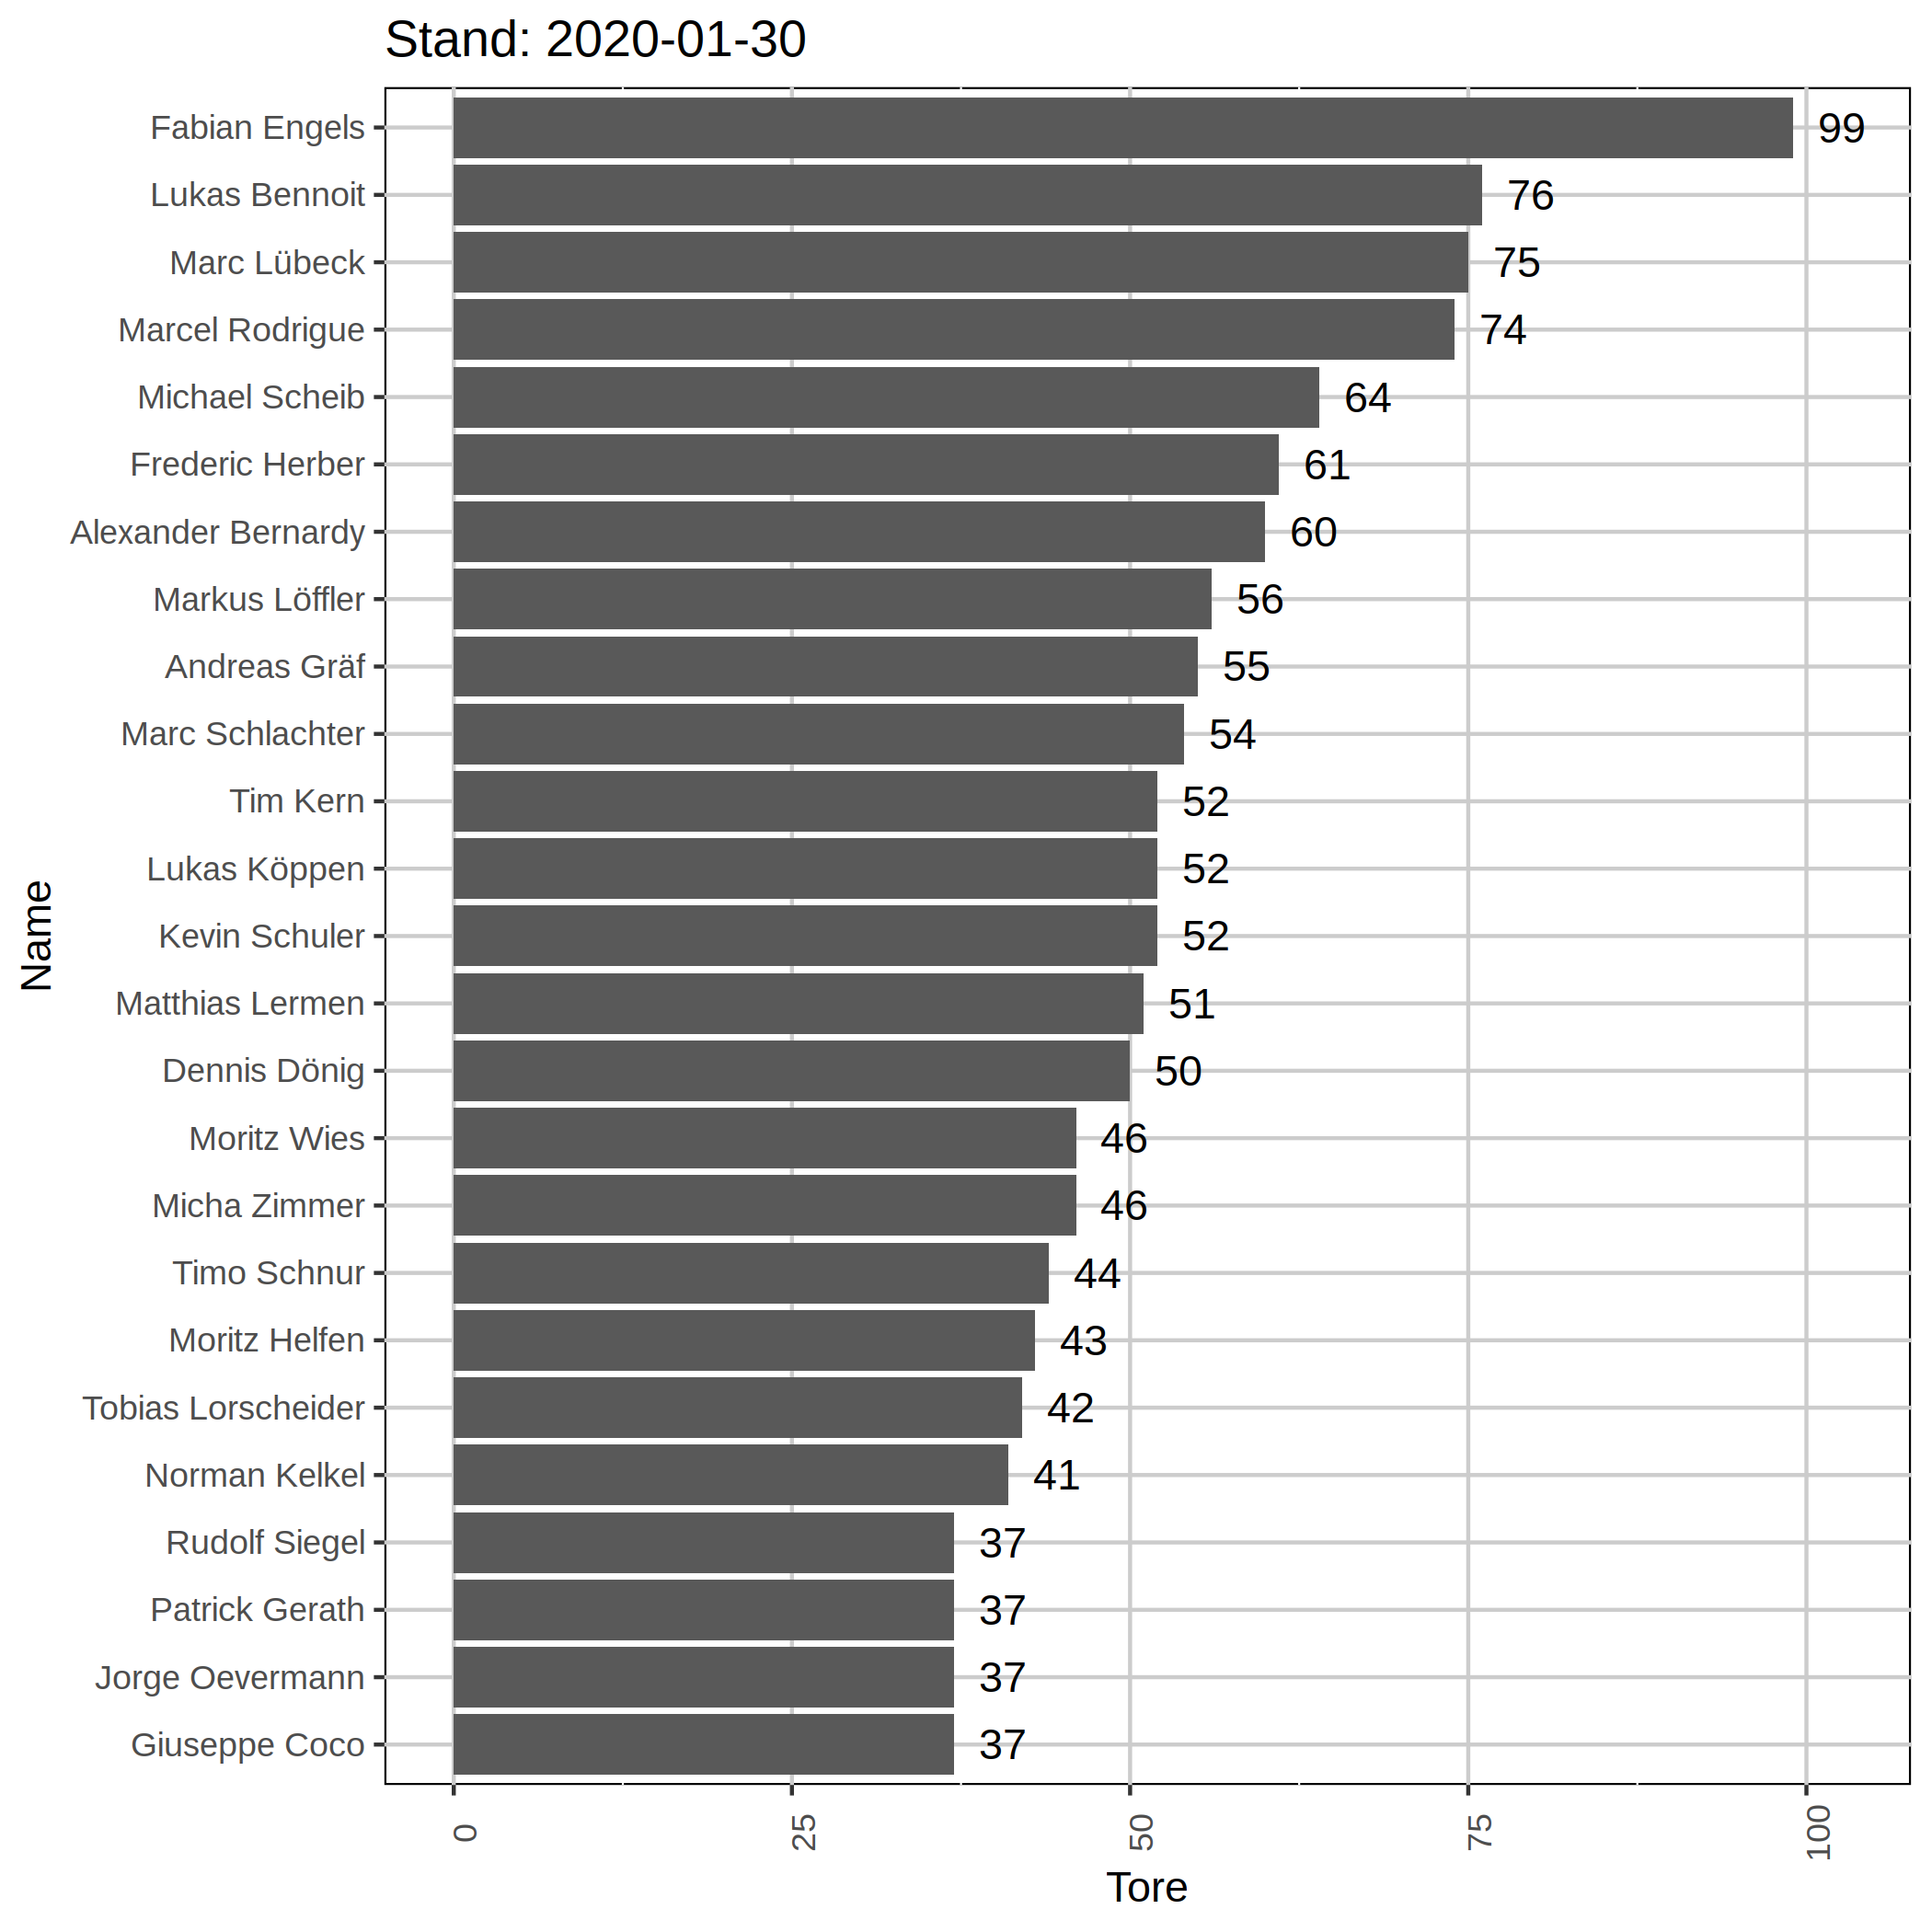 Stand: 2020-01-30
Fabian Engels 99
Lukas Bennoit 76
Marc Lübeck 75
Marcel Rodrigue 74
Michael Scheib 64
Frederic Herber 61
Alexander Bernardy 60
Markus Löffler 56
Andreas Gräf 55
Marc Schlachter 54
Tim Kern 52
Lukas Köppen 52
Kevin Schuler 52
Matthias Lermen 51
Dennis Dönig 50
Moritz Wies 46
Micha Zimmer 46
Timo Schnur 44
Moritz Helfen 43
Tobias Lorscheider 42
Norman Kelkel 41
Rudolf Siegel 37
Patrick Gerath 37
Jorge Oevermann 37
Giuseppe Coco 37
Name
0 25 50 75 100
Tore